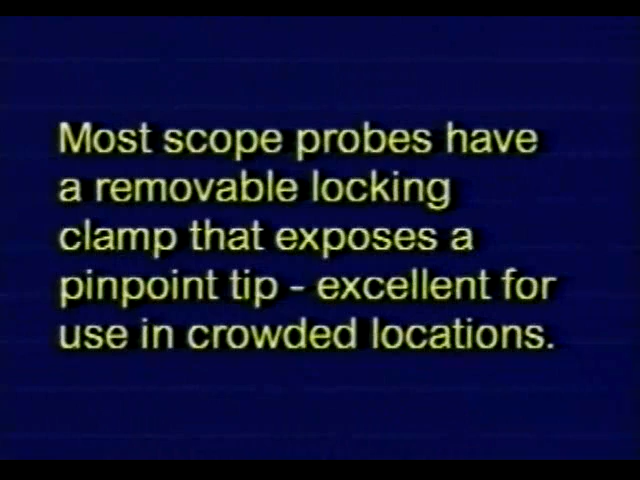 Most scope probes have
a removable locking
clamp that exposes a
pinpoint tip - excellent for
use in crowded locations.